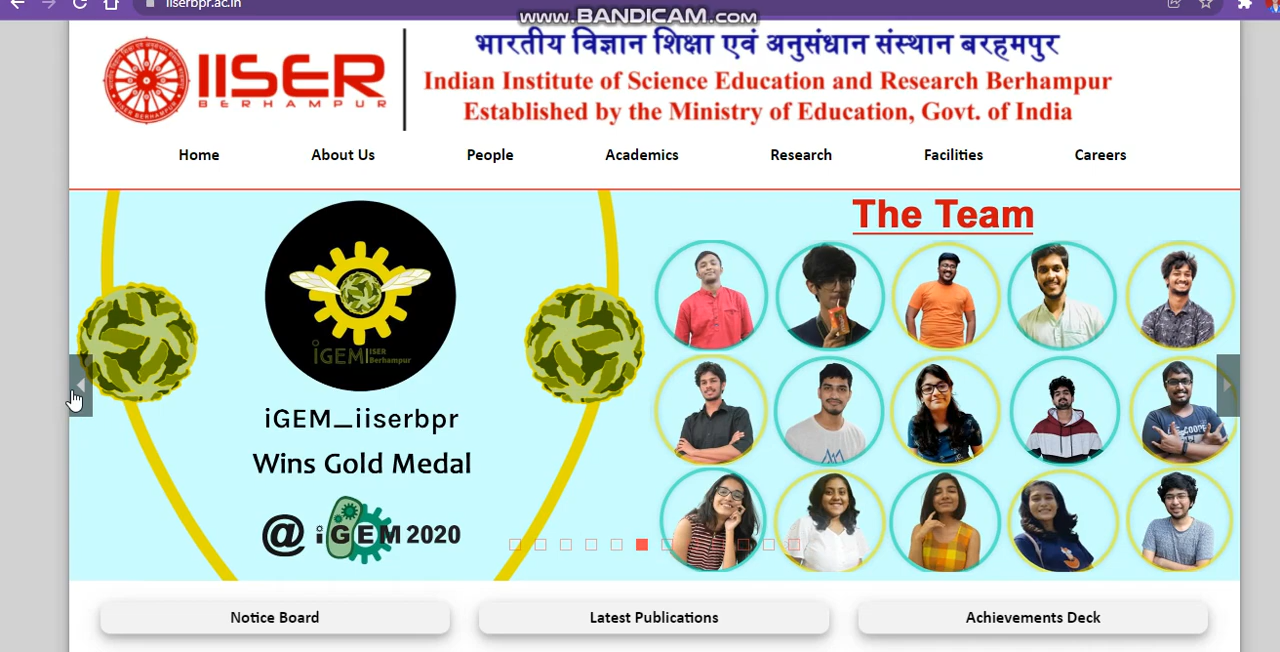 iiserbpr.ac.in
www.BANDICAM.com
IISER
BERHAMPUR
भारतीय विज्ञान शिक्षा एवं अनुसंधान संस्थान बरहमपुर
Indian Institute of Science Education and Research Berhampur
Established by the Ministry of Education, Govt. of India
Home About Us People Academics Research Facilities Careers
The Team
iGEM IISER
Berhampur
iGEM_iiserbpr
Wins Gold Medal
@ iGEM 2020
Notice Board Latest Publications Achievements Deck